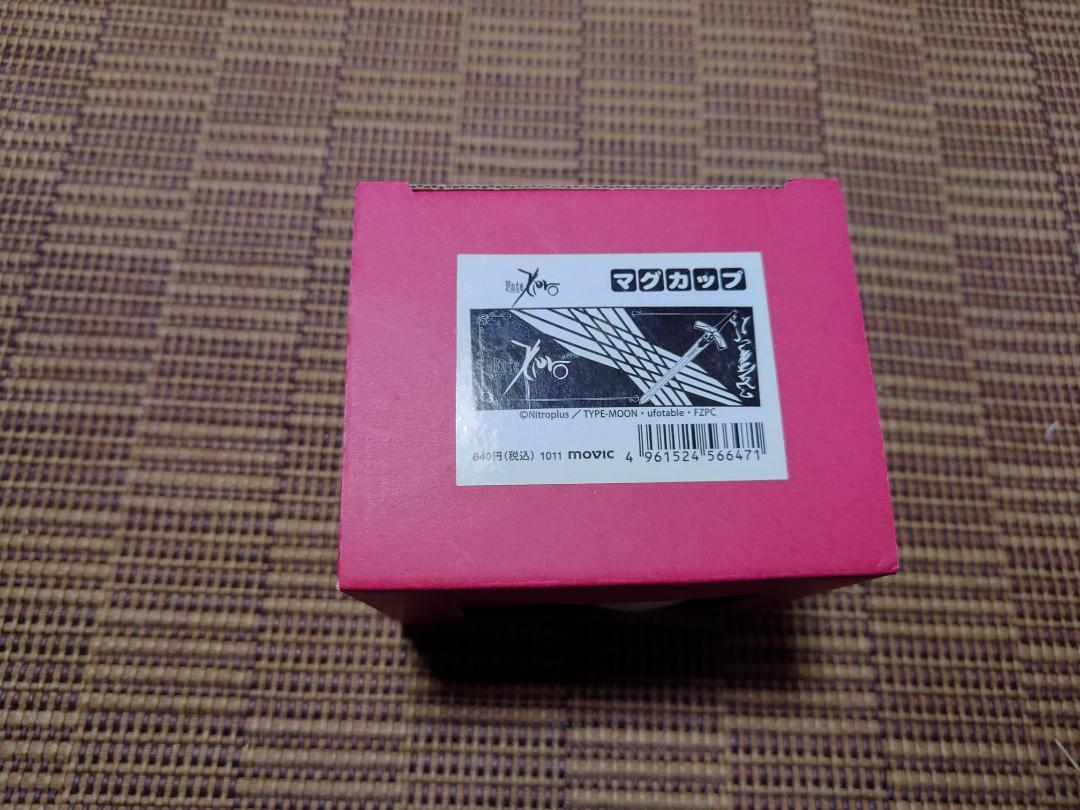 Fate Zero
マグカップ
Fate Zero
©Nitroplus／TYPE-MOON・ufotable・FZPC
840円(税込) 1011 movic
4 961524 566471